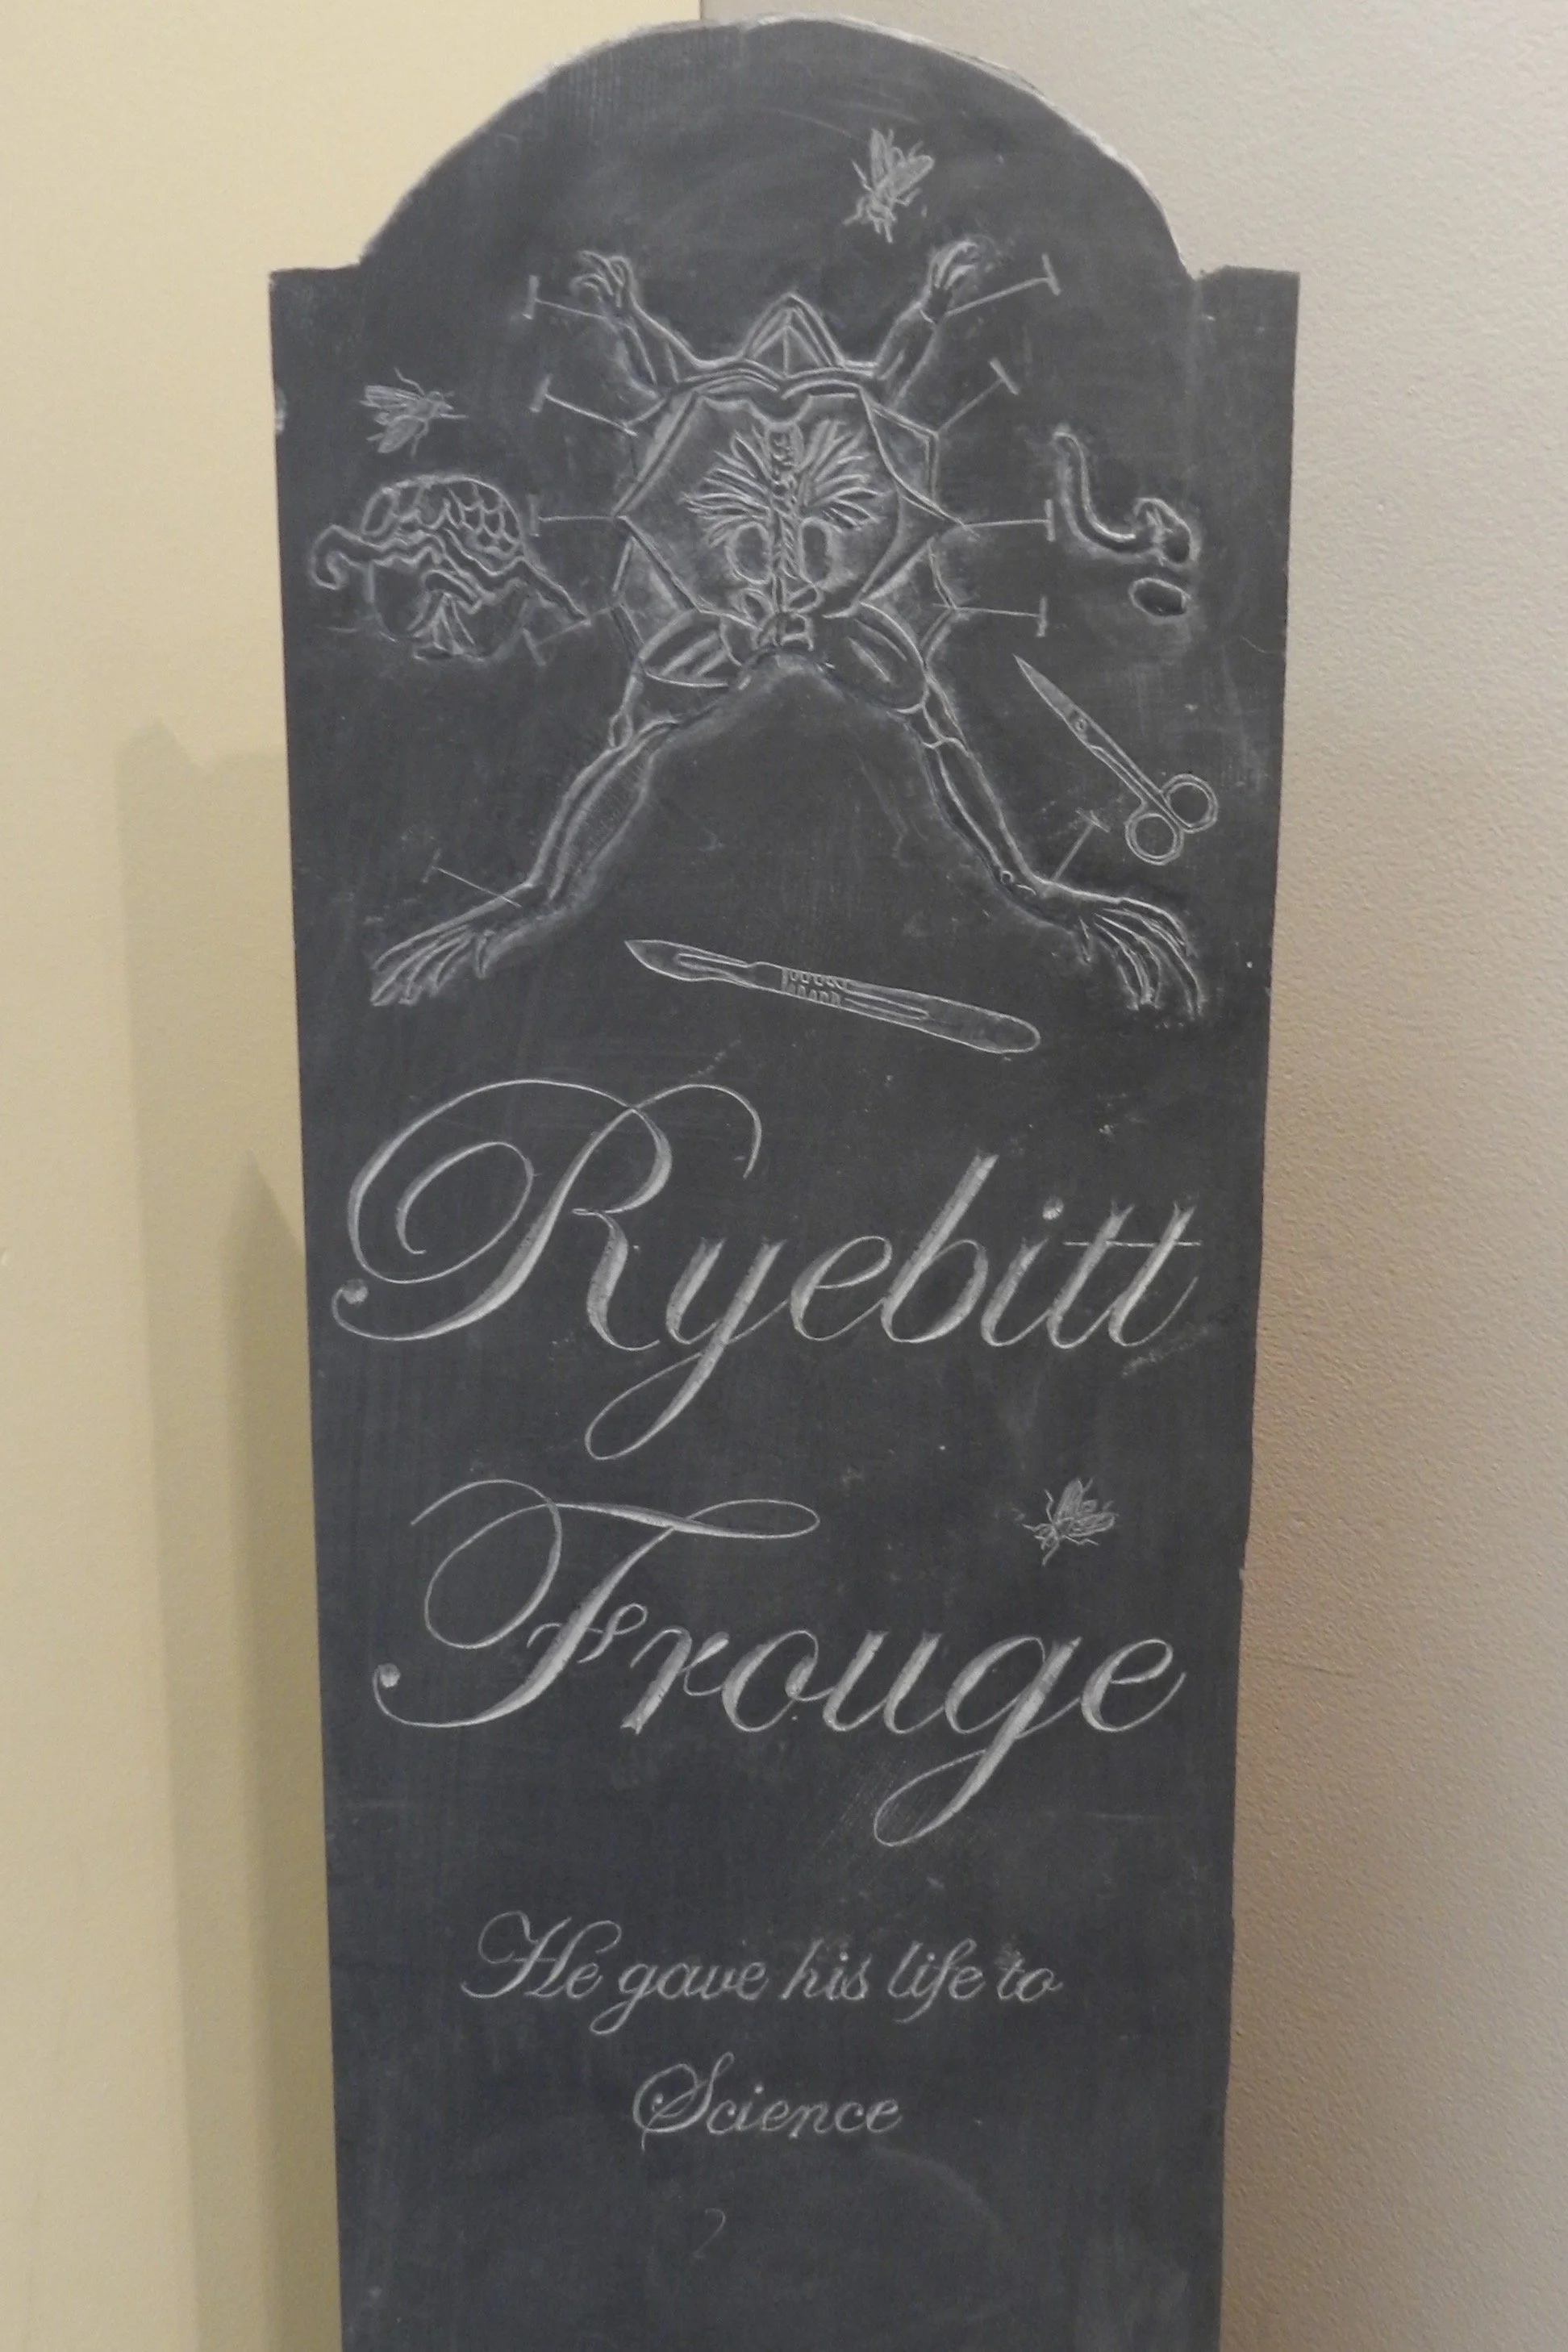 Ryebitt
Frouge
He gave his life to
Science